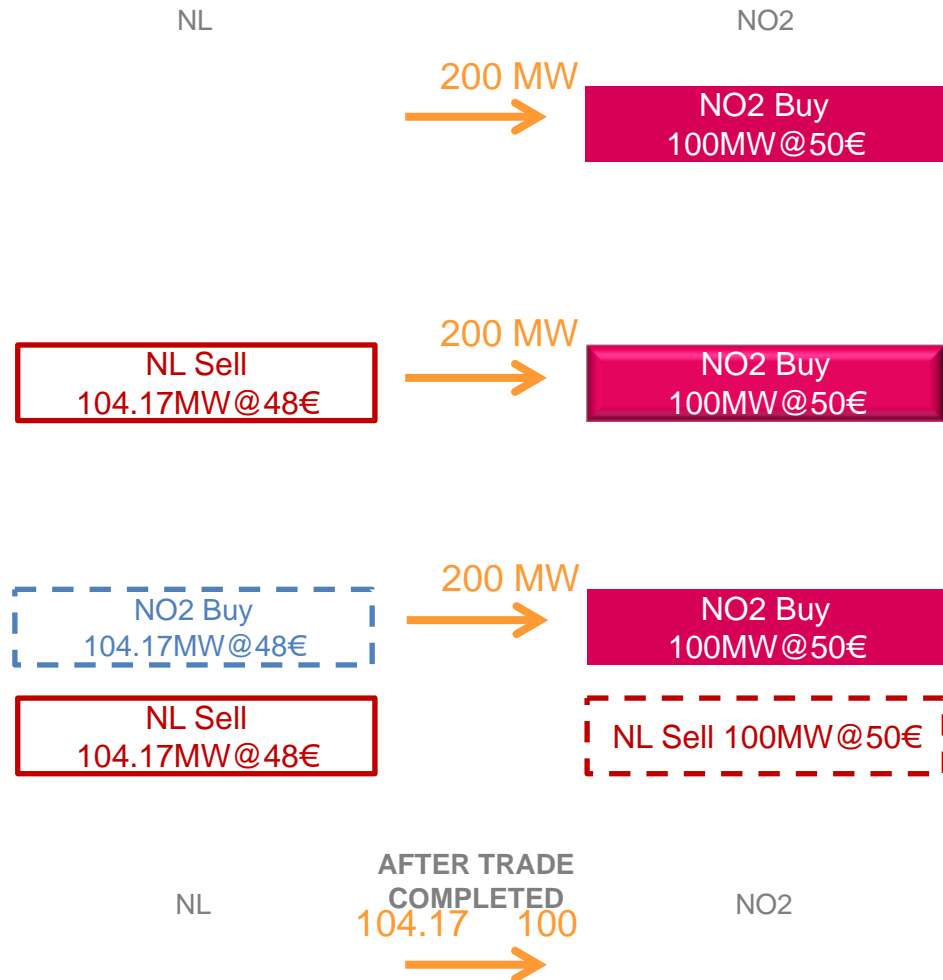 NL
NO2
200 MW
NO2 Buy
100MW@50€
200 MW
NL Sell
104.17MW@48€
NO2 Buy
100MW@50€
200 MW
NO2 Buy
104.17MW@48€
NO2 Buy
100MW@50€
NL Sell
104.17MW@48€
NL Sell 100MW@50€
AFTER TRADE
COMPLETED
NL
NO2
104.17 100